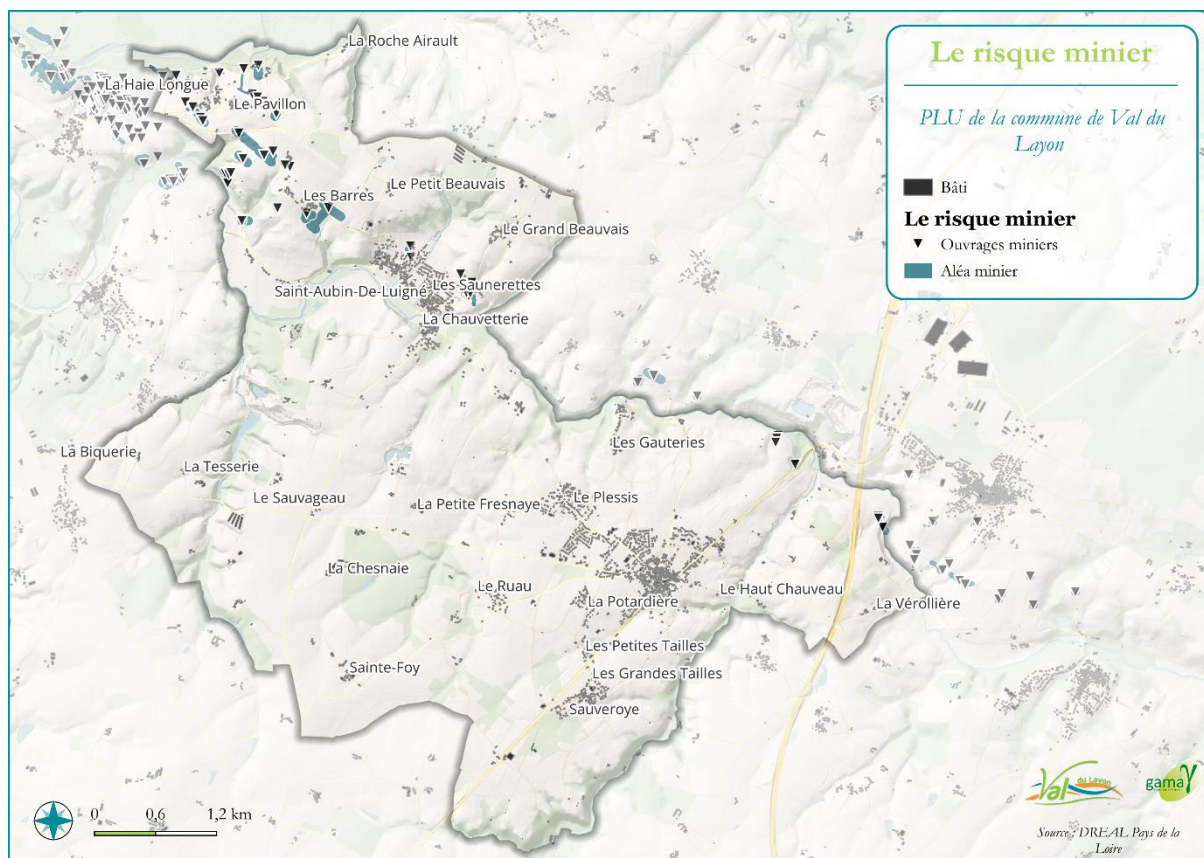 Le risque minier
PLU de la commune de Val du
Layon
Bâti
Le risque minier
Ouvrages miniers
Aléa minier
La Roche Airault
La Haie Longue
Le Pavillon
Les Barres
Le Petit Beauvais
Le Grand Beauvais
Saint-Aubin-De-Luigné
Les Saunerettes
La Chauvetterie
La Biquerie
La Tesserie
Le Sauvageau
La Petite Fresnaye
Les Gauteries
Le Plessis
La Chesnaie
Le Ruau
La Potardière
Le Haut Chauveau
La Vérollière
Les Petites Tailles
Sainte-Foy
Les Grandes Tailles
Sauveroye
0 0,6 1,2 km
Val du Layon
gama
Source : DREAL Pays de la
Loire